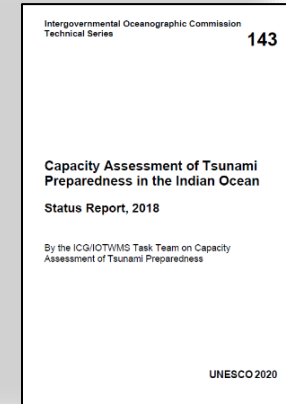 Intergovernmental Oceanographic Commission
Technical Series
143
Capacity Assessment of Tsunami
Preparedness in the Indian Ocean
Status Report, 2018
By the ICG/IOTWMS Task Team on Capacity
Assessment of Tsunami Preparedness
UNESCO 2020